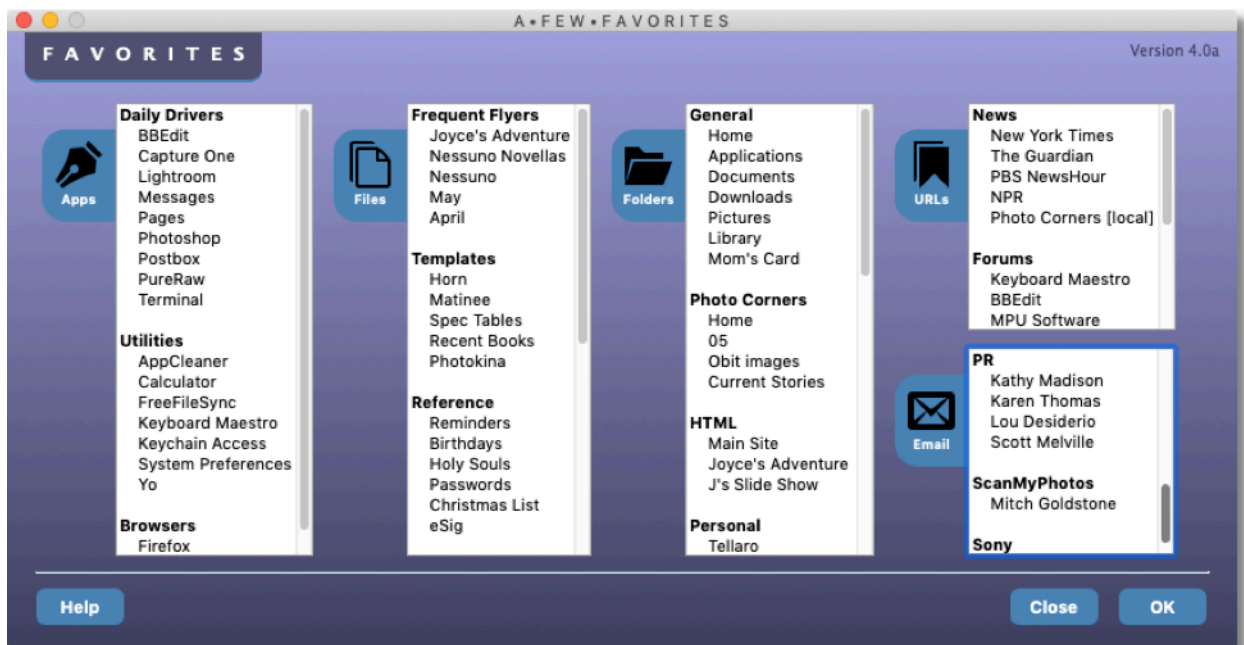 A•FEW•FAVORITES
FAVORITES
Version 4.0a
Apps
Daily Drivers
BBEdit
Capture One
Lightroom
Messages
Pages
Photoshop
Postbox
PureRaw
Terminal
Utilities
AppCleaner
Calculator
FreeFileSync
Keyboard Maestro
Keychain Access
System Preferences
Yo
Browsers
Firefox
Files
Frequent Flyers
Joyce's Adventure
Nessuno Novellas
Nessuno
May
April
Templates
Horn
Matinee
Spec Tables
Recent Books
Photokina
Reference
Reminders
Birthdays
Holy Souls
Passwords
Christmas List
eSig
Folders
General
Home
Applications
Documents
Downloads
Pictures
Library
Mom's Card
Photo Corners
Home
05
Obit images
Current Stories
HTML
Main Site
Joyce's Adventure
J's Slide Show
Personal
Tellaro
URLs
News
New York Times
The Guardian
PBS NewsHour
NPR
Photo Corners [local]
Forums
Keyboard Maestro
BBEdit
MPU Software
Email
PR
Kathy Madison
Karen Thomas
Lou Desiderio
Scott Melville
ScanMyPhotos
Mitch Goldstone
Sony
Help
Close
OK